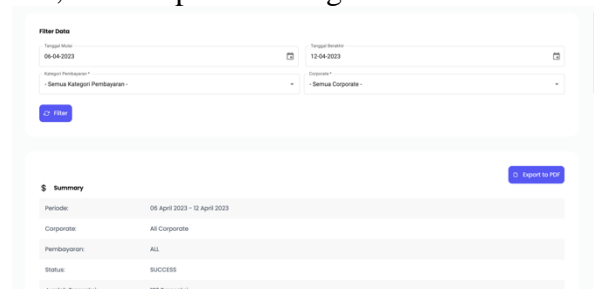 Filter Data
Tanggal Mulai
06-04-2023
Tanggal Berakhir
12-04-2023
Kategori Pembayaran *
- Semua Kategori Pembayaran -
Corporate *
- Semua Corporate -
Filter
Export to PDF
$ Summary
Periode: 06 April 2023 - 12 April 2023
Corporate: All Corporate
Pembayaran: ALL
Status: SUCCESS